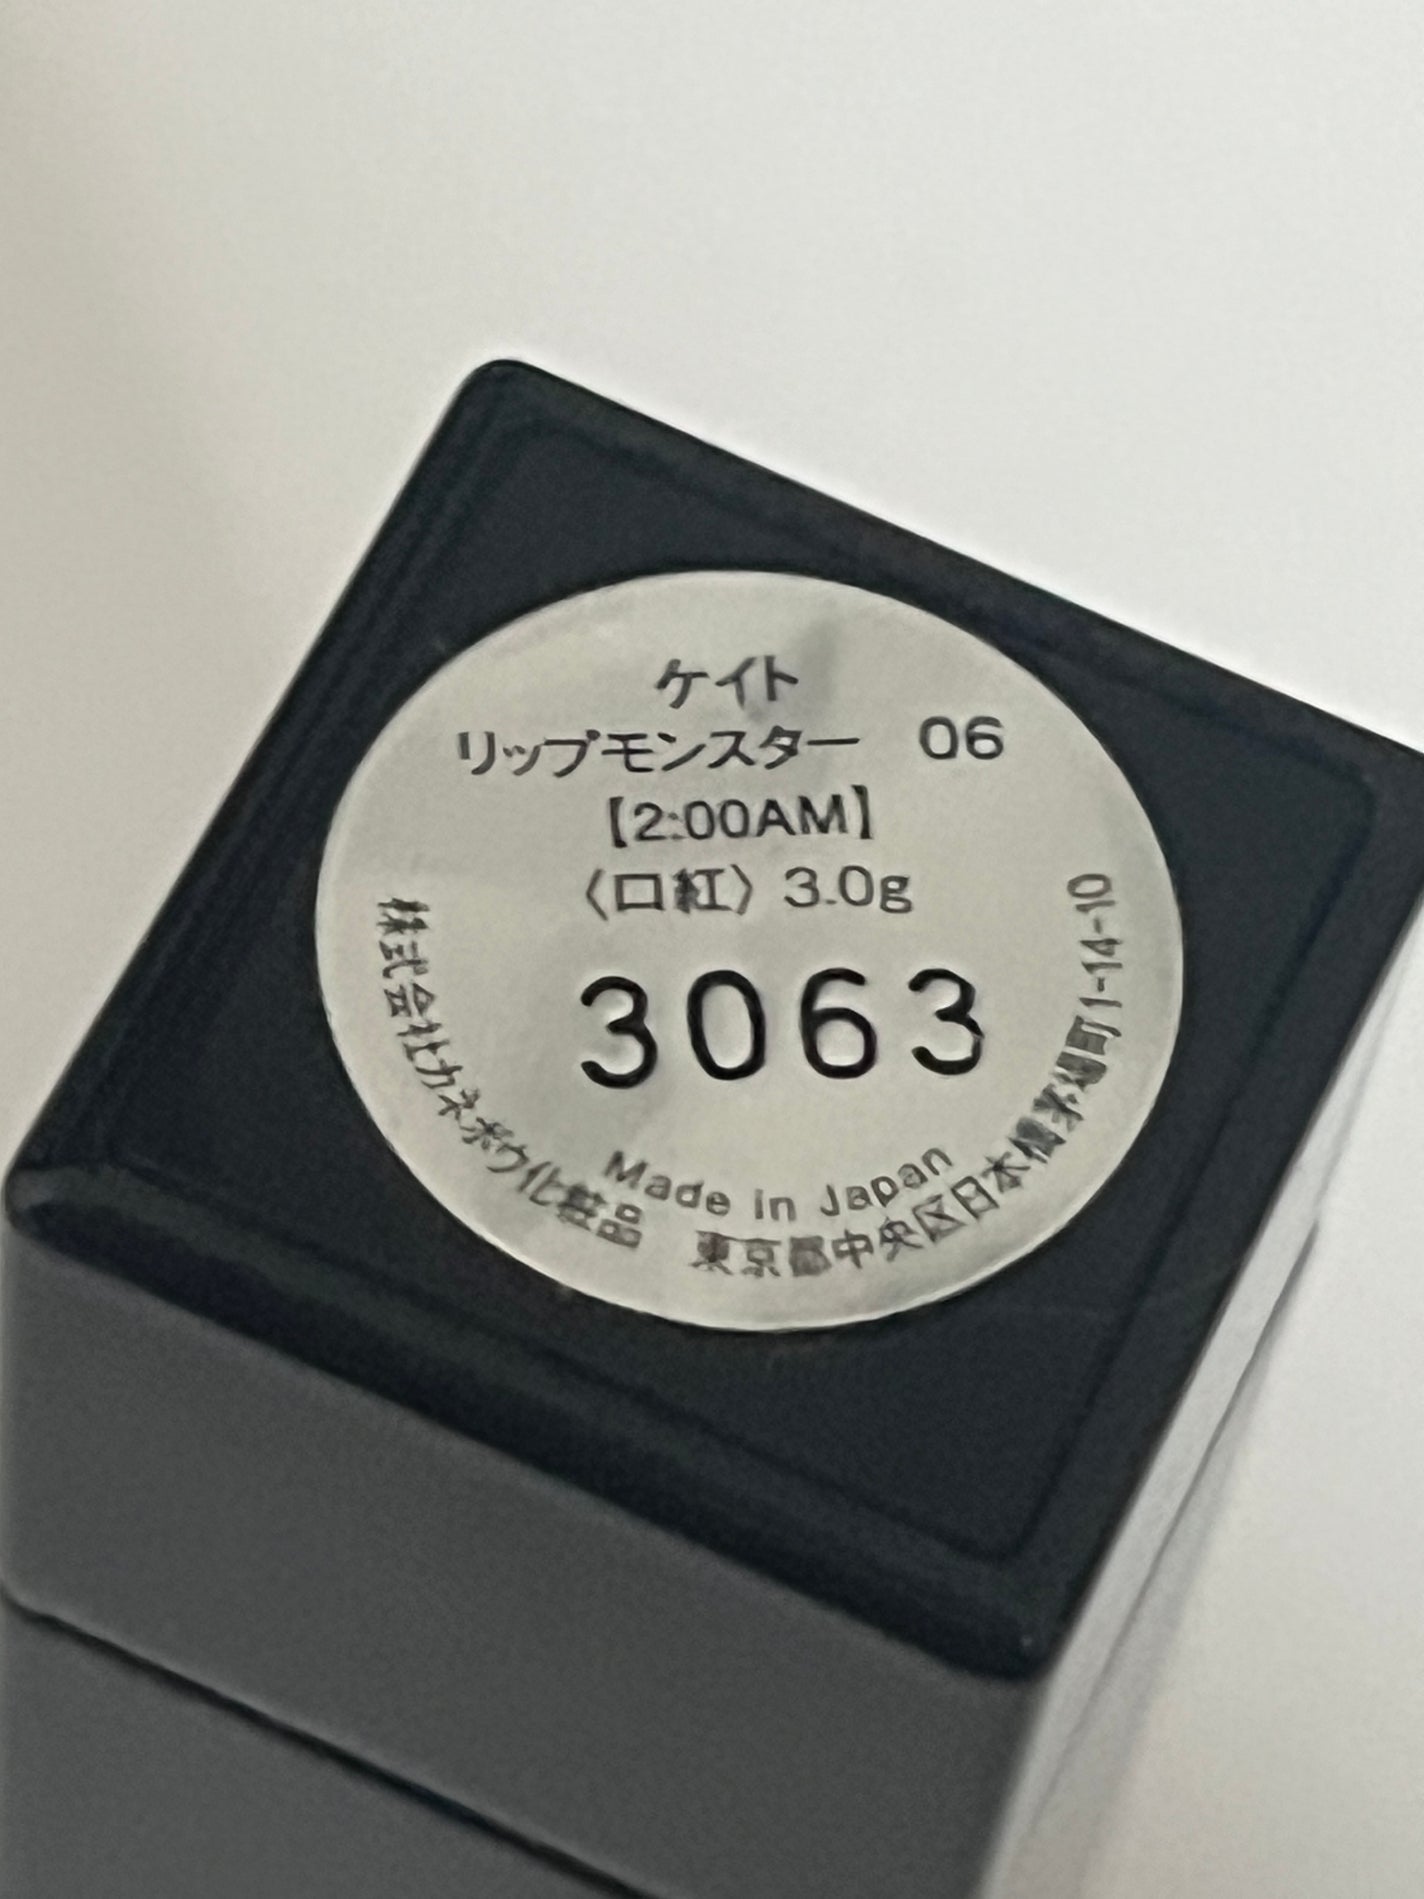 ケイト
リップモンスター 06
【2:00AM】
〈口紅〉3.0g
3063
Made in Japan
株式会社カネボウ化粧品 東京都中央区日本橋茅場町1-14-10